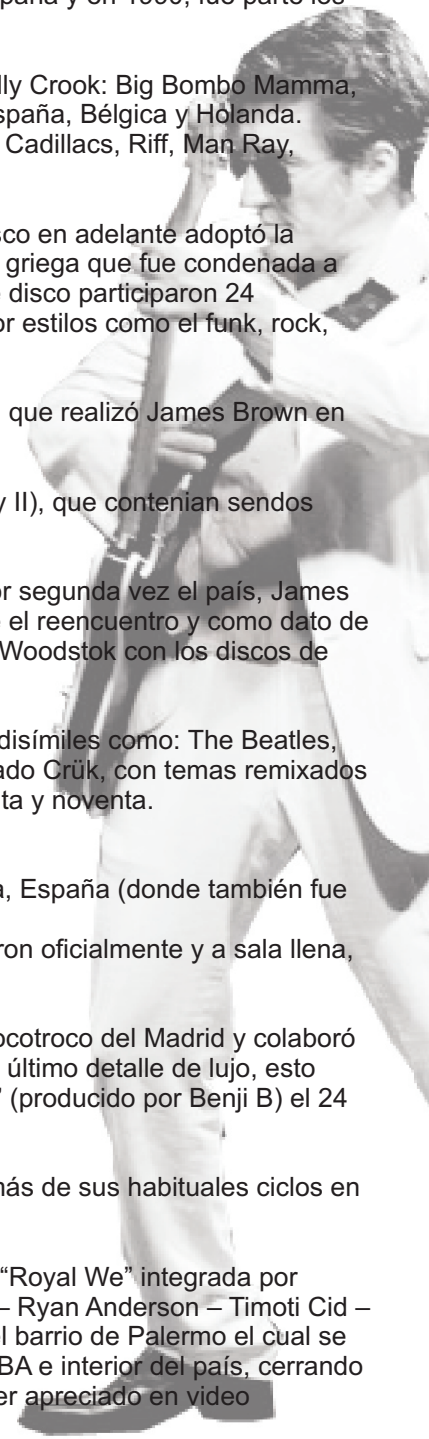 lly Crook: Big Bombo Mamma,
spaña, Bélgica y Holanda.
Cadillacs, Riff, Man Ray,
sco en adelante adoptó la
griega que fue condenada a
disco participaron 24
or estilos como el funk, rock,
que realizó James Brown en
y II), que contenian sendos
or segunda vez el país, James
el reencuentro y como dato de
Woodstok con los discos de
disímiles como: The Beatles,
ado Crük, con temas remixados
ta y noventa.
a, España (donde también fue
ron oficialmente y a sala llena,
ocotroco del Madrid y colaboró
último detalle de lujo, esto
” (producido por Benji B) el 24
más de sus habituales ciclos en
“Royal We” integrada por
– Ryan Anderson – Timoti Cid –
el barrio de Palermo el cual se
BA e interior del país, cerrando
er apreciado en video